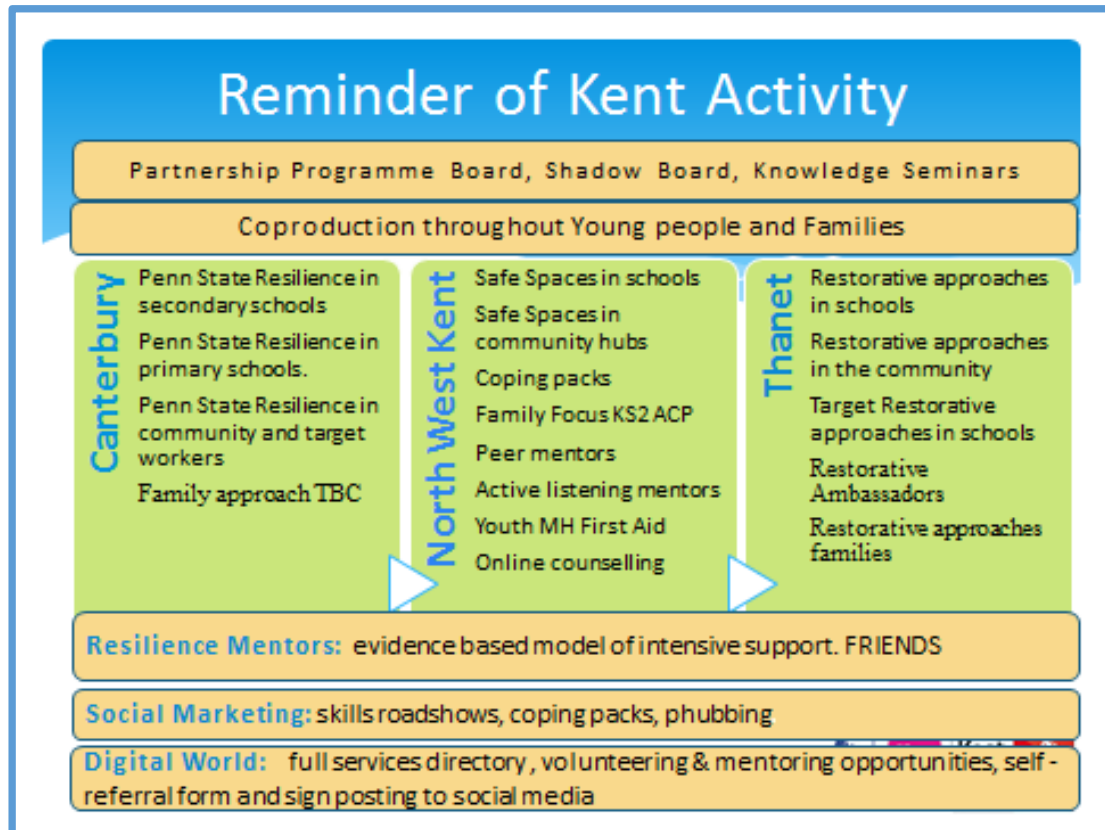 Reminder of Kent Activity
Partnership Programme Board, Shadow Board, Knowledge Seminars
Coproduction throughout Young people and Families
Canterbury
Penn State Resilience in
secondary schools
Penn State Resilience in
primary schools.
Penn State Resilience in
community and target
workers
Family approach TBC
North West Kent
Safe Spaces in schools
Safe Spaces in
community hubs
Coping packs
Family Focus KS2 ACP
Peer mentors
Active listening mentors
Youth MH First Aid
Online counselling
Thanet
Restorative approaches
in schools
Restorative approaches
in the community
Target Restorative
approaches in schools
Restorative
Ambassadors
Restorative approaches
families
Resilience Mentors: evidence based model of intensive support. FRIENDS
Social Marketing: skills roadshows, coping packs, phubbing
Digital World: full services directory, volunteering & mentoring opportunities, self-
referral form and sign posting to social media